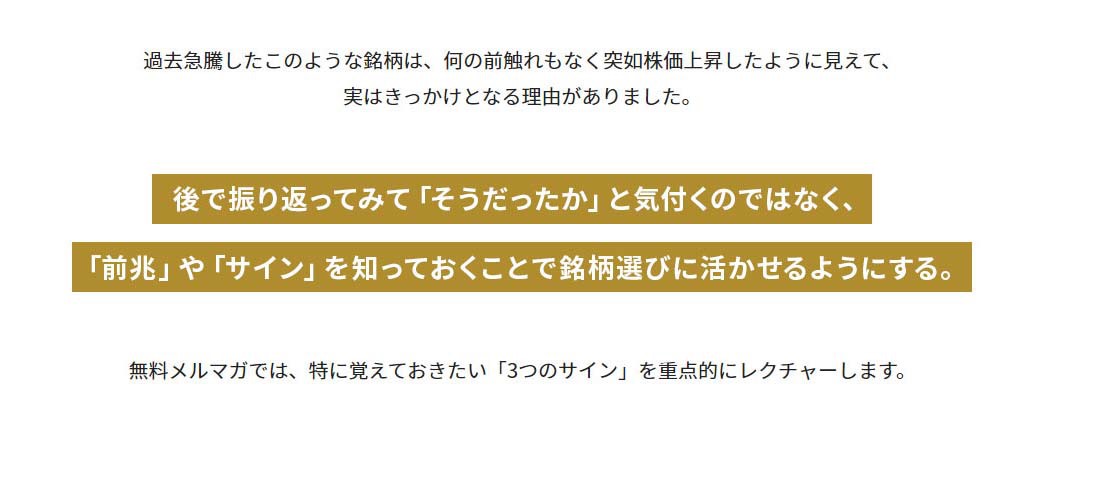 過去急騰したこのような銘柄は、何の前触れもなく突如株価上昇したように見えて、
実はきっかけとなる理由がありました。
後で振り返ってみて「そうだったか」と気付くのではなく、
「前兆」や「サイン」を知っておくことで銘柄選びに活かせるようにする。
無料メルマガでは、特に覚えておきたい「3つのサイン」を重点的にレクチャーします。